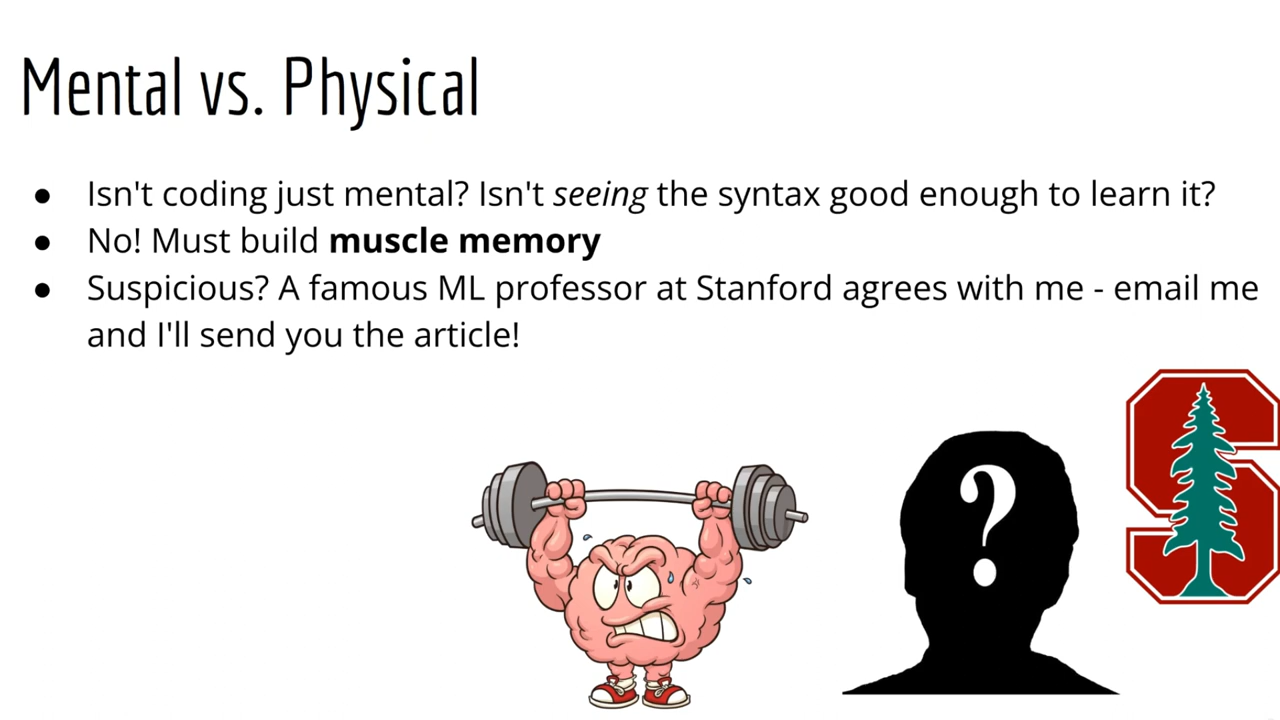 Mental vs. Physical
● Isn't coding just mental? Isn't seeing the syntax good enough to learn it?
● No! Must build muscle memory
● Suspicious? A famous ML professor at Stanford agrees with me - email me
and I'll send you the article!
?
S